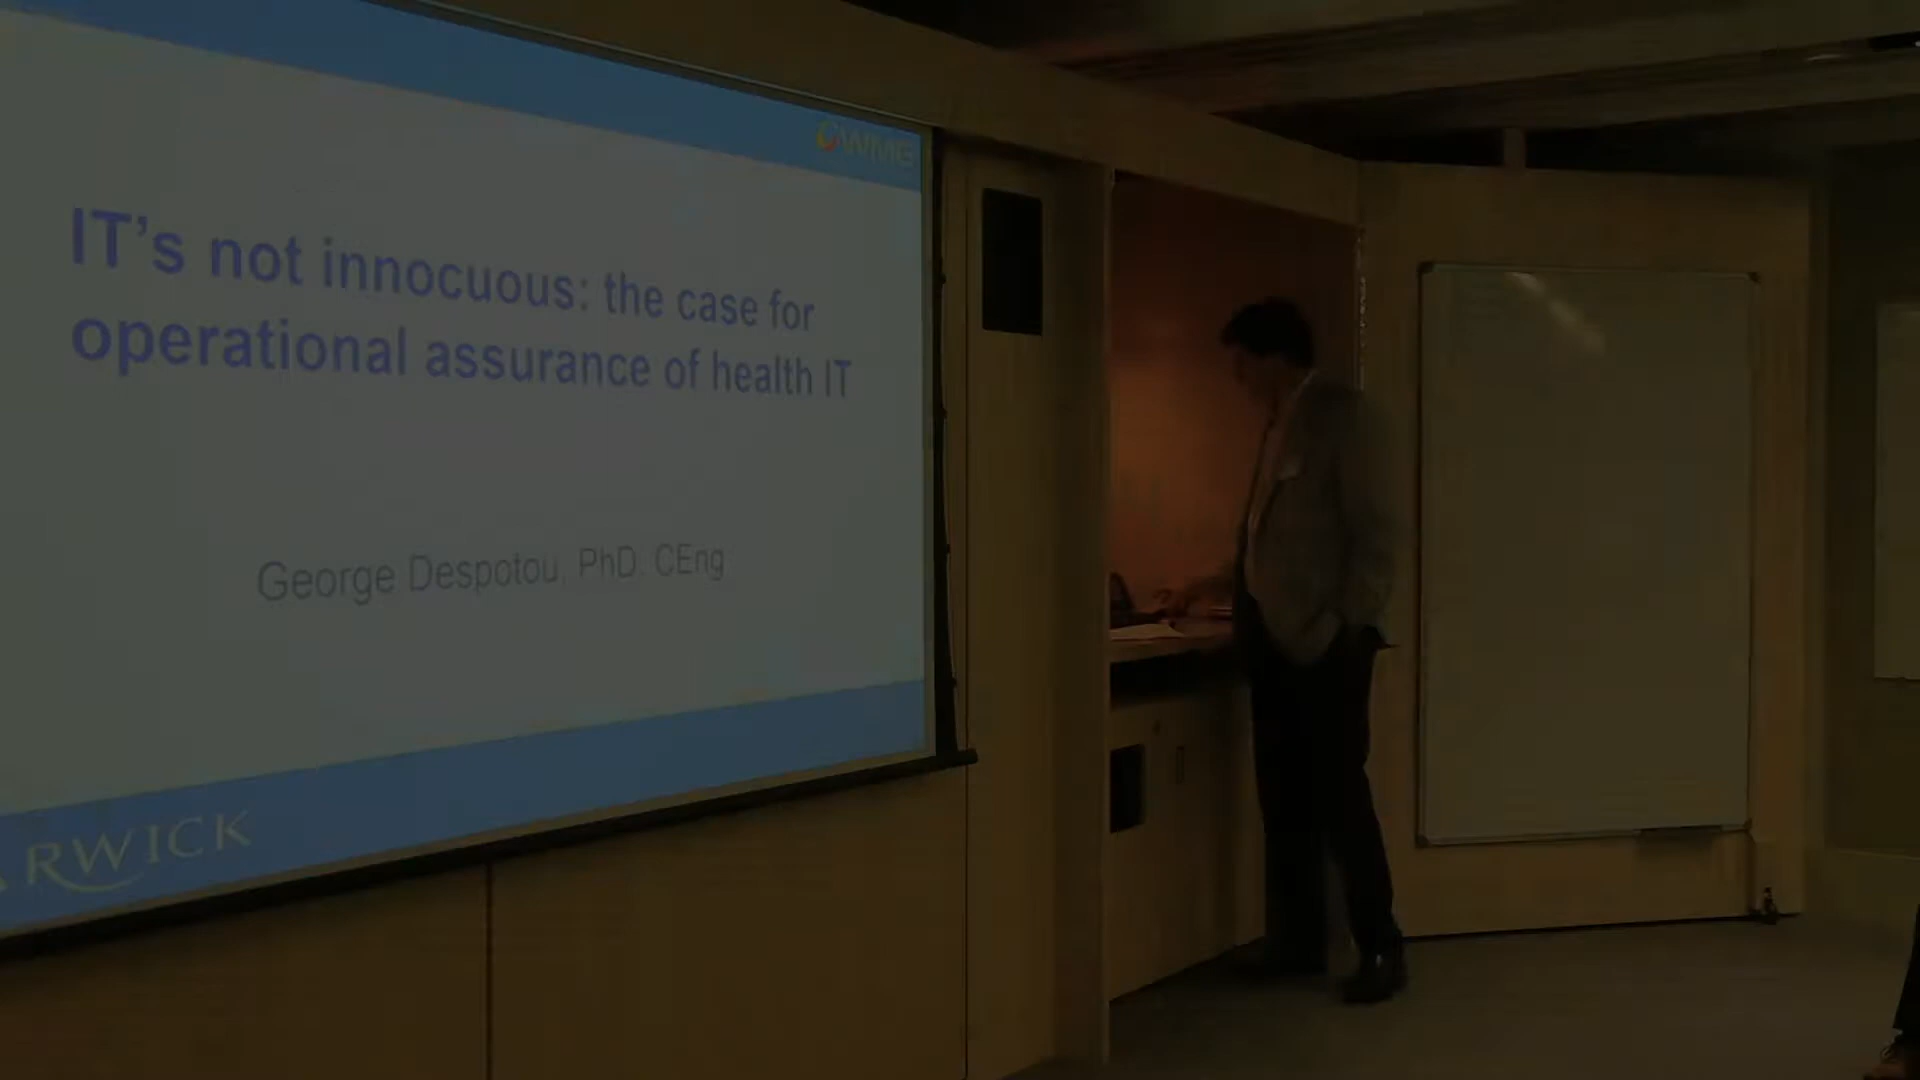 WMG
IT's not innocuous: the case for
operational assurance of health IT
George Despotou, PhD, CEng
RWICK